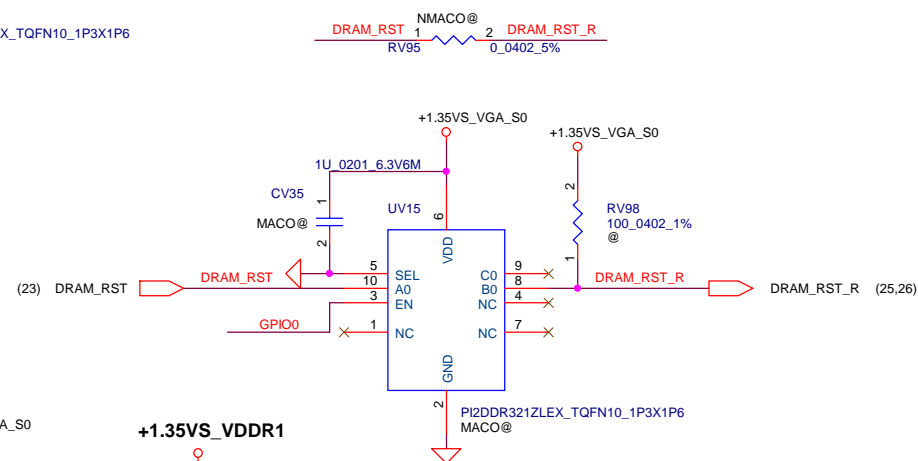 NMACO@
X_TQFN10_1P3X1P6
DRAM_RST 1 2 DRAM_RST_R
RV95 0_0402_5%
+1.35VS_VGA_S0
+1.35VS_VGA_S0
1U_0201_6.3V6M
CV35 1
UV15
2
RV98
MACO@
6
100_0402_1%
@
2
VDD
1
5 SEL C0 9
(23) DRAM_RST DRAM_RST 10 A0 B0 8 DRAM_RST_R DRAM_RST_R (25,26)
3 EN NC 4
GPIO0
1 NC NC 7
GND
2
PI2DDR321ZLEX_TQFN10_1P3X1P6
MACO@
A_S0
+1.35VS_VDDR1